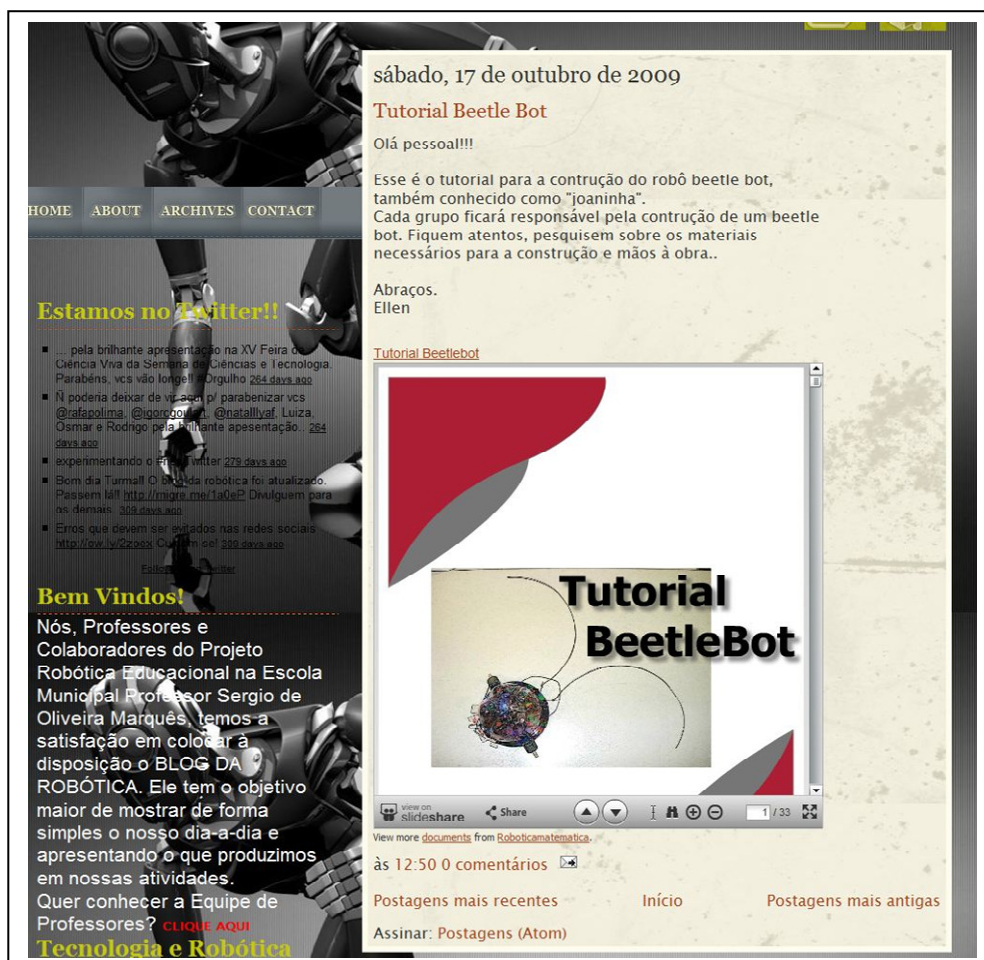 HOME ABOUT ARCHIVES CONTACT
Estamos no Twitter!!
... pela brilhante apresentação na XV Feira de
Ciência Viva da Semana de Ciências e Tecnologia.
Parabéns, vcs vão longe!! #Orgulho 264 days ago
Ñ poderia deixar de vir aqui p/ parabenizar vcs
@rafapolima, @igorcgoulart, @natalllyaf, Luiza,
Osmar e Rodrigo pela brilhante apesentação.. 264
days ago
experimentando o Twitter 279 days ago
Bom dia Turma!! O blog da robótica foi atualizado.
Passem lá!! http://migre.me/1a0eP Divulguem para
os demais. 309 days ago
Erros que devem ser evitados nas redes sociais
days ago
Bem Vindos!
Nós, Professores e
Colaboradores do Projeto
Robótica Educacional na Escola
Municipal Professor Sergio de
Oliveira Marquês, temos a
satisfação em colocar à
disposição o BLOG DA
ROBÓTICA. Ele tem o objetivo
maior de mostrar de forma
simples o nosso dia-a-dia e
apresentando o que produzimos
em nossas atividades.
Quer conhecer a Equipe de
Professores? CLIQUE AQUI
Tecnologia e Robótica
sábado, 17 de outubro de 2009
Tutorial Beetle Bot
Olá pessoal!!!
Esse é o tutorial para a contrução do robô beetle bot,
também conhecido como "joaninha".
Cada grupo ficará responsável pela contrução de um beetle
bot. Fiquem atentos, pesquisem sobre os materiais
necessários para a construção e mãos à obra..
Abraços.
Ellen
Tutorial Beetlebot
Tutorial
BeetleBot
view on
slideshare Share 1 / 33
View more documents from Roboticamatematica.
às 12:50 0 comentários
Postagens mais recentes Início Postagens mais antigas
Assinar: Postagens (Atom)